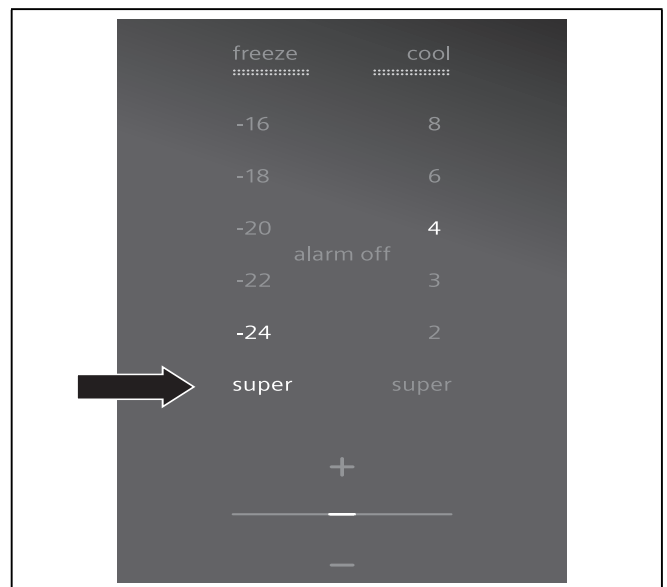 freeze cool
-16 8
-18 6
-20 4
alarm off
-22 3
-24 2
super super
+
–